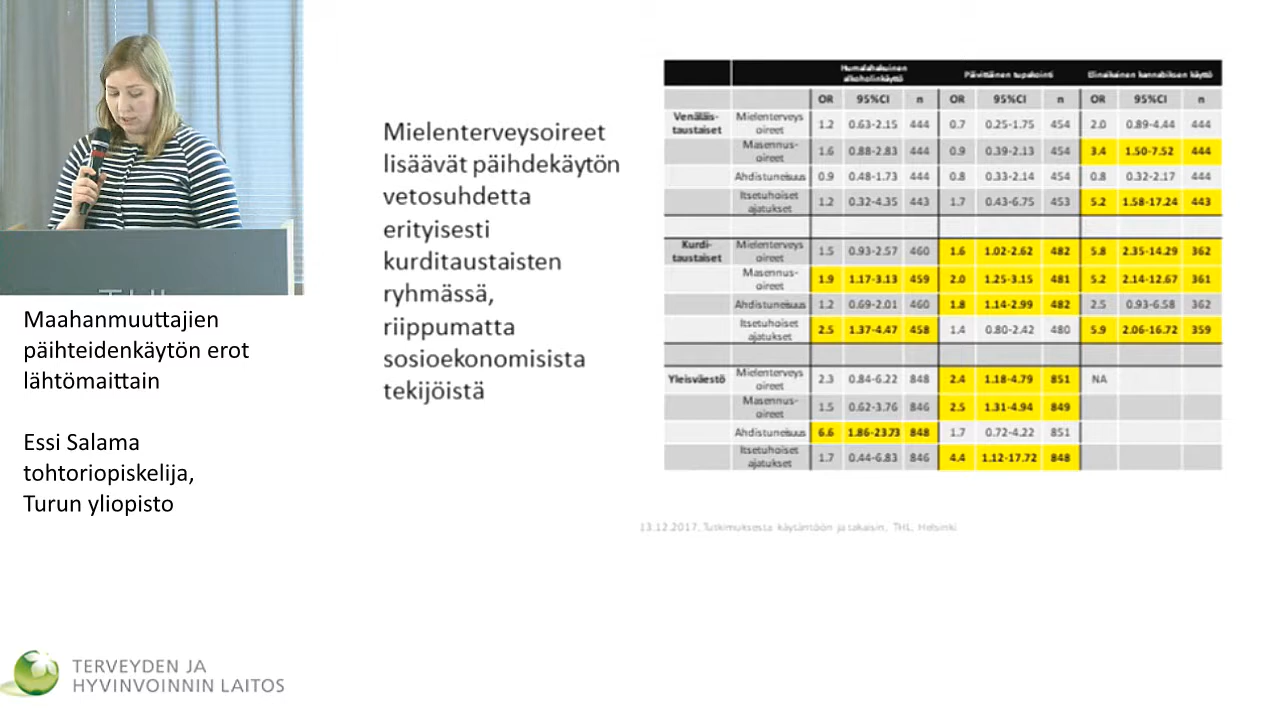 Maahanmuuttajien
päihteidenkäytön erot
lähtömaittain
Essi Salama
tohtoriopiskelija,
Turun yliopisto
TERVEYDEN JA
HYVINVOINNIN LAITOS
Mielenterveysoireet
lisäävät päihdekäytön
vetosuhdetta
erityisesti
kurditaustaisten
ryhmässä,
riippumatta
sosioekonomisista
tekijöistä
Humalahakuinen
alkoholinkäyttö
Päivittäinen tupakointi
Elinaikainen kannabiksen käyttö
OR 95%CI n OR 95%CI n OR 95%CI n
Venäläis-
taustaiset
Mielenterveys
oireet
1.2 0.63-2.15 444 0.7 0.25-1.75 454 2.0 0.89-4.44 444
Masennus-
oireet
1.6 0.88-2.83 444 0.9 0.39-2.13 454 3.4 1.50-7.52 444
Ahdistuneisuus 0.9 0.48-1.73 444 0.8 0.33-2.14 454 0.8 0.32-2.17 444
Itsetuhoiset
ajatukset
1.2 0.32-4.35 443 1.7 0.43-6.75 453 5.2 1.58-17.24 443
Kurdi-
taustaiset
Mielenterveys
oireet
1.5 0.93-2.57 460 1.6 1.02-2.62 482 5.8 2.35-14.29 362
Masennus-
oireet
1.9 1.17-3.13 459 2.0 1.25-3.15 481 5.2 2.14-12.67 361
Ahdistuneisuus 1.2 0.69-2.01 460 1.8 1.14-2.99 482 2.5 0.93-6.58 362
Itsetuhoiset
ajatukset
2.5 1.37-4.47 458 1.4 0.80-2.42 480 5.9 2.06-16.72 359
Yleisväestö
Mielenterveys
oireet
2.3 0.84-6.22 848 2.4 1.18-4.79 851 NA
Masennus-
oireet
1.5 0.62-3.76 846 2.5 1.31-4.94 849
Ahdistuneisuus 6.6 1.86-23.73 848 1.7 0.72-4.22 851
Itsetuhoiset
ajatukset
1.7 0.44-6.83 846 4.4 1.12-17.72 848
13.12.2017, Tutkimuksesta käytäntöön ja takaisin, THL, Helsinki